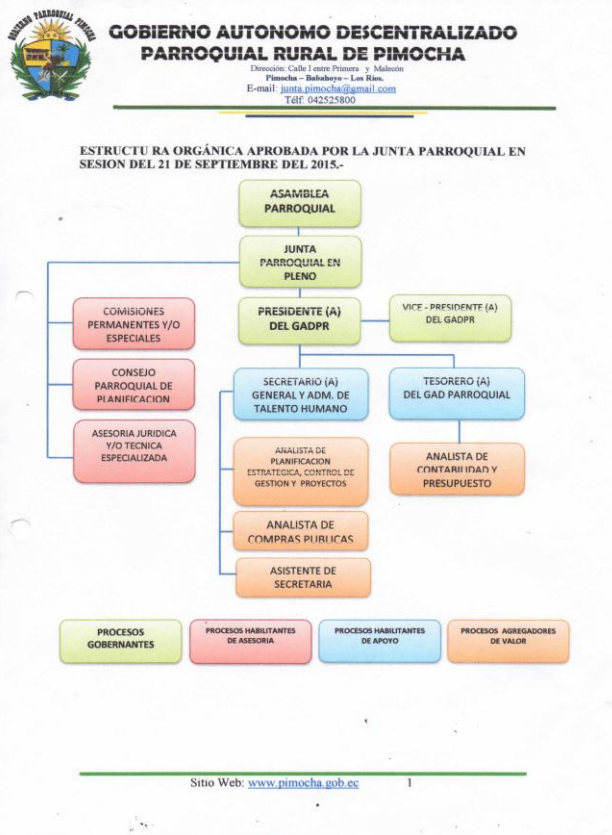 GOBIERNO PARROQUIAL PIMOCHA
GOBIERNO AUTONOMO DESCENTRALIZADO
PARROQUIAL RURAL DE PIMOCHA
Dirección: Calle I entre Primera y Malecón
Pimocha – Babahoyo – Los Ríos.
E-mail: junta.pimocha@gmail.com
Télf: 042525800
ESTRUCTU RA ORGÁNICA APROBADA POR LA JUNTA PARROQUIAL EN
SESION DEL 21 DE SEPTIEMBRE DEL 2015.-
ASAMBLEA
PARROQUIAL
JUNTA
PARROQUIAL EN
PLENO
PRESIDENTE (A)
DEL GADPR
VICE - PRESIDENTE (A)
DEL GADPR
COMISIONES
PERMANENTES Y/O
ESPECIALES
CONSEJO
PARROQUIAL DE
PLANIFICACION
ASESORIA JURIDICA
Y/O TECNICA
ESPECIALIZADA
SECRETARIO (A)
GENERAL Y ADM. DE
TALENTO HUMANO
TESORERO (A)
DEL GAD PARROQUIAL
ANALISTA DE
PLANIFICACION
ESTRATEGICA, CONTROL DE
GESTION Y PROYECTOS
ANALISTA DE
CONTABILIDAD Y
PRESUPUESTO
ANALISTA DE
COMPRAS PUBLICAS
ASISTENTE DE
SECRETARIA
PROCESOS
GOBERNANTES
PROCESOS HABILITANTES
DE ASESORIA
PROCESOS HABILITANTES
DE APOYO
PROCESOS AGREGADORES
DE VALOR
Sitio Web: www.pimocha.gob.ec 1